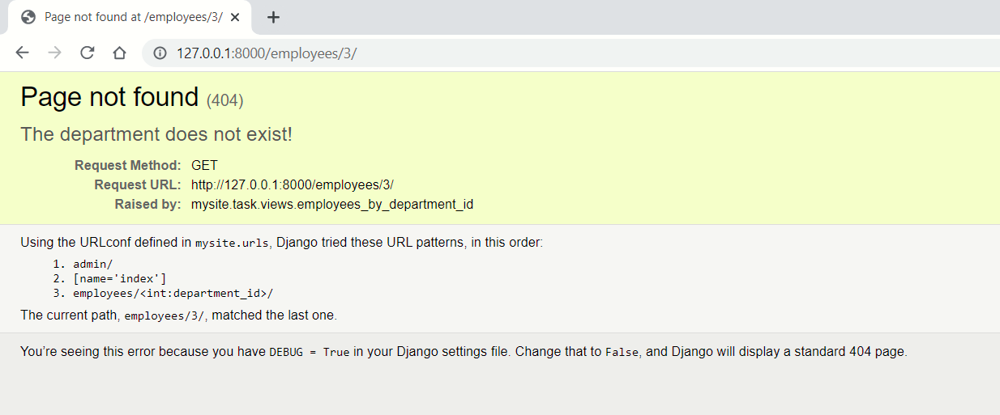 Page not found at /employees/3/
127.0.0.1:8000/employees/3/
Page not found (404)
The department does not exist!
Request Method: GET
Request URL: http://127.0.0.1:8000/employees/3/
Raised by: mysite.task.views.employees_by_department_id
Using the URLconf defined in mysite.urls, Django tried these URL patterns, in this order:
1. admin/
2. [name='index']
3. employees/<int:department_id>/
The current path, employees/3/, matched the last one.
You’re seeing this error because you have DEBUG = True in your Django settings file. Change that to False, and Django will display a standard 404 page.